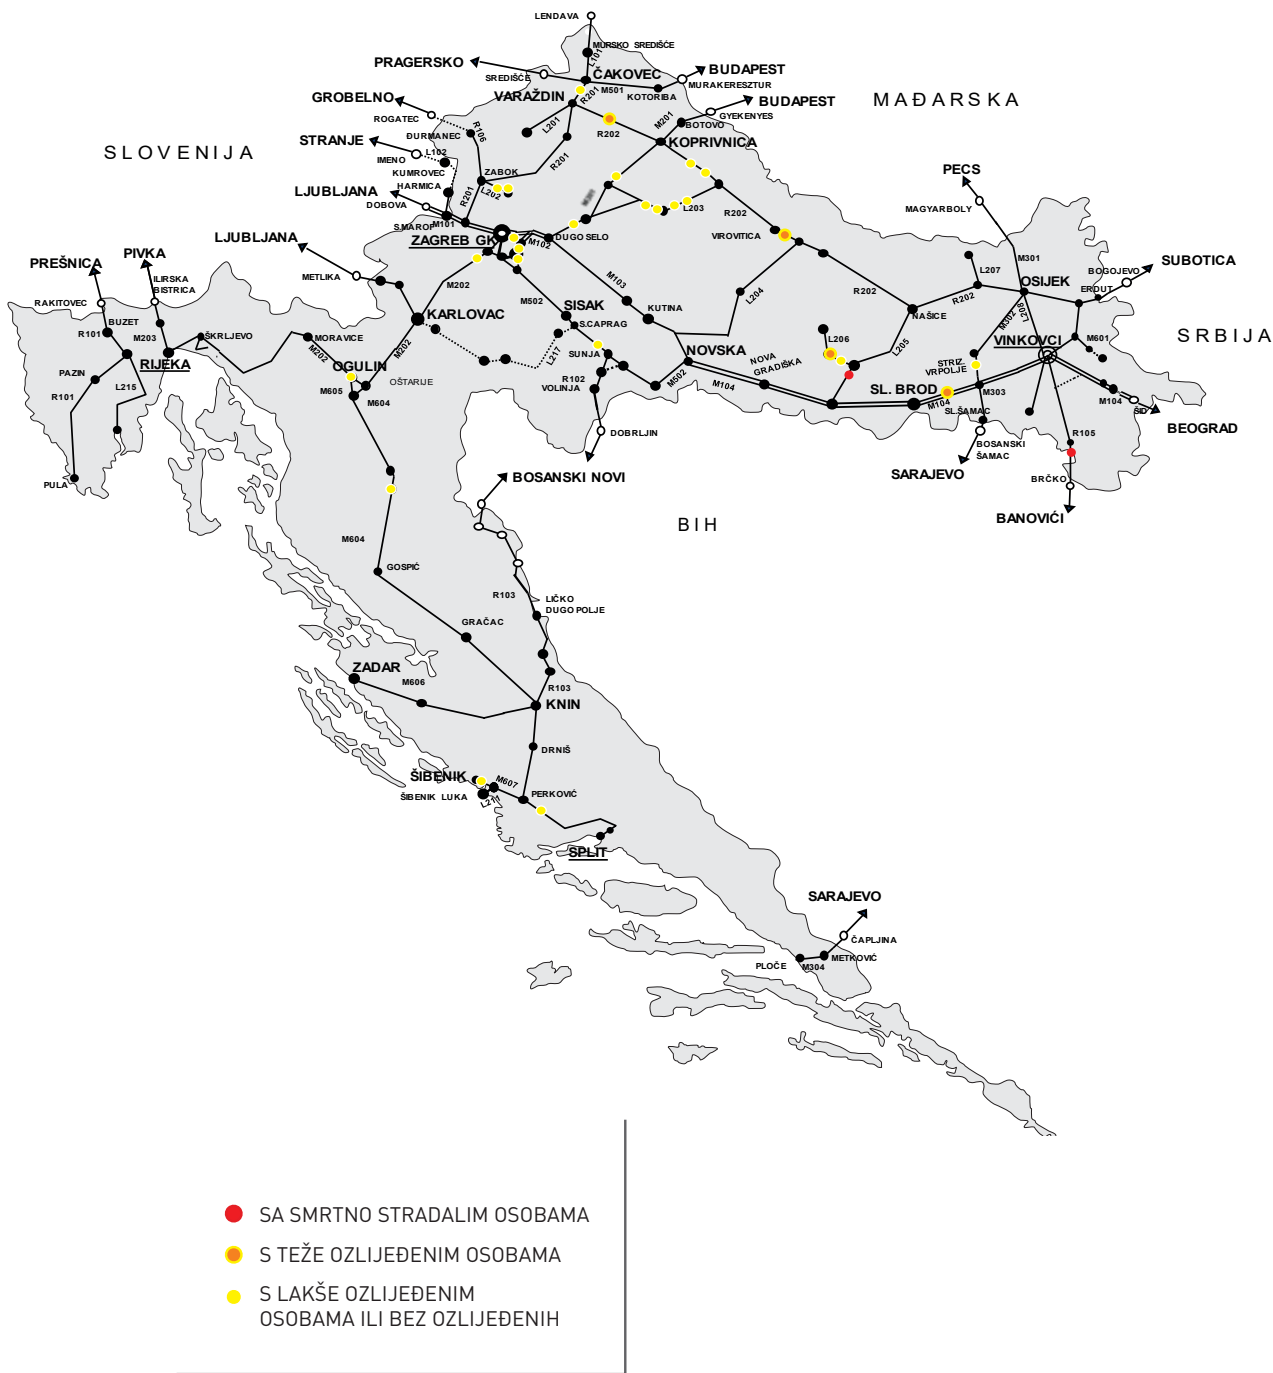 LENDAVA
MURSKO SREDIŠĆE
L101
PRAGERSKO
SREDIŠĆE
ČAKOVEC
BUDAPEST
MURAKERESZTUR
M501
KOTORIBA
GROBELNO
VARAŽDIN
R201
BUDAPEST
GYEKENYES
MAĐARSKA
ROGATEC
R106
L201
M201
BOTOVO
ĐURMANEC
R202
STRANJE
L102
KOPRIVNICA
SLOVENIJA
IMENO
KUMROVEC
ZABOK
R201
HARMICA
PECS
LJUBLJANA
L202
DOBOVA
R201
L203
MAGYARBOLY
R202
S.MAROF
M101
VIROVITICA
LJUBLJANA
ZAGREB GK
M102
DUGO SELO
PIVKA
PREŠNICA
M301
L207
BOGOJEVO
SUBOTICA
METLIKA
M202
M103
ILIRSKA
BISTRICA
OSIJEK
ERDUT
RAKITOVEC
M502
SISAK
L204
R202
R202
BUZET
KARLOVAC
KUTINA
NAŠICE
M302
L208
SRBIJA
R101
M203
ŠKRLJEVO
MORAVICE
S.CAPRAG
L217
L206
M601
M202
M202
SUNJA
NOVSKA
NOVA
GRADIŠKA
L205
VINKOVCI
RIJEKA
OGULIN
STRIZ.
VRPOLJE
PAZIN
OŠTARIJE
R102
VOLINJA
M502
M104
L215
M605
M604
SL. BROD
M303
M104
R101
M104
SL.ŠAMAC
ŠID
BEOGRAD
DOBRLJIN
R105
BOSANSKI
ŠAMAC
SARAJEVO
BOSANSKI NOVI
BRČKO
PULA
BIH
BANOVIĆI
M604
GOSPIĆ
R103
LIČKO
DUGO POLJE
GRAČAC
ZADAR
M606
R103
KNIN
DRNIŠ
ŠIBENIK
M607
PERKOVIĆ
ŠIBENIK LUKA
L211
SPLIT
SARAJEVO
ČAPLJINA
METKOVIĆ
PLOČE
M304
SA SMRTNO STRADALIM OSOBAMA
S TEŽE OZLIJEĐENIM OSOBAMA
S LAKŠE OZLIJEĐENIM
OSOBAMA ILI BEZ OZLIJEĐENIH